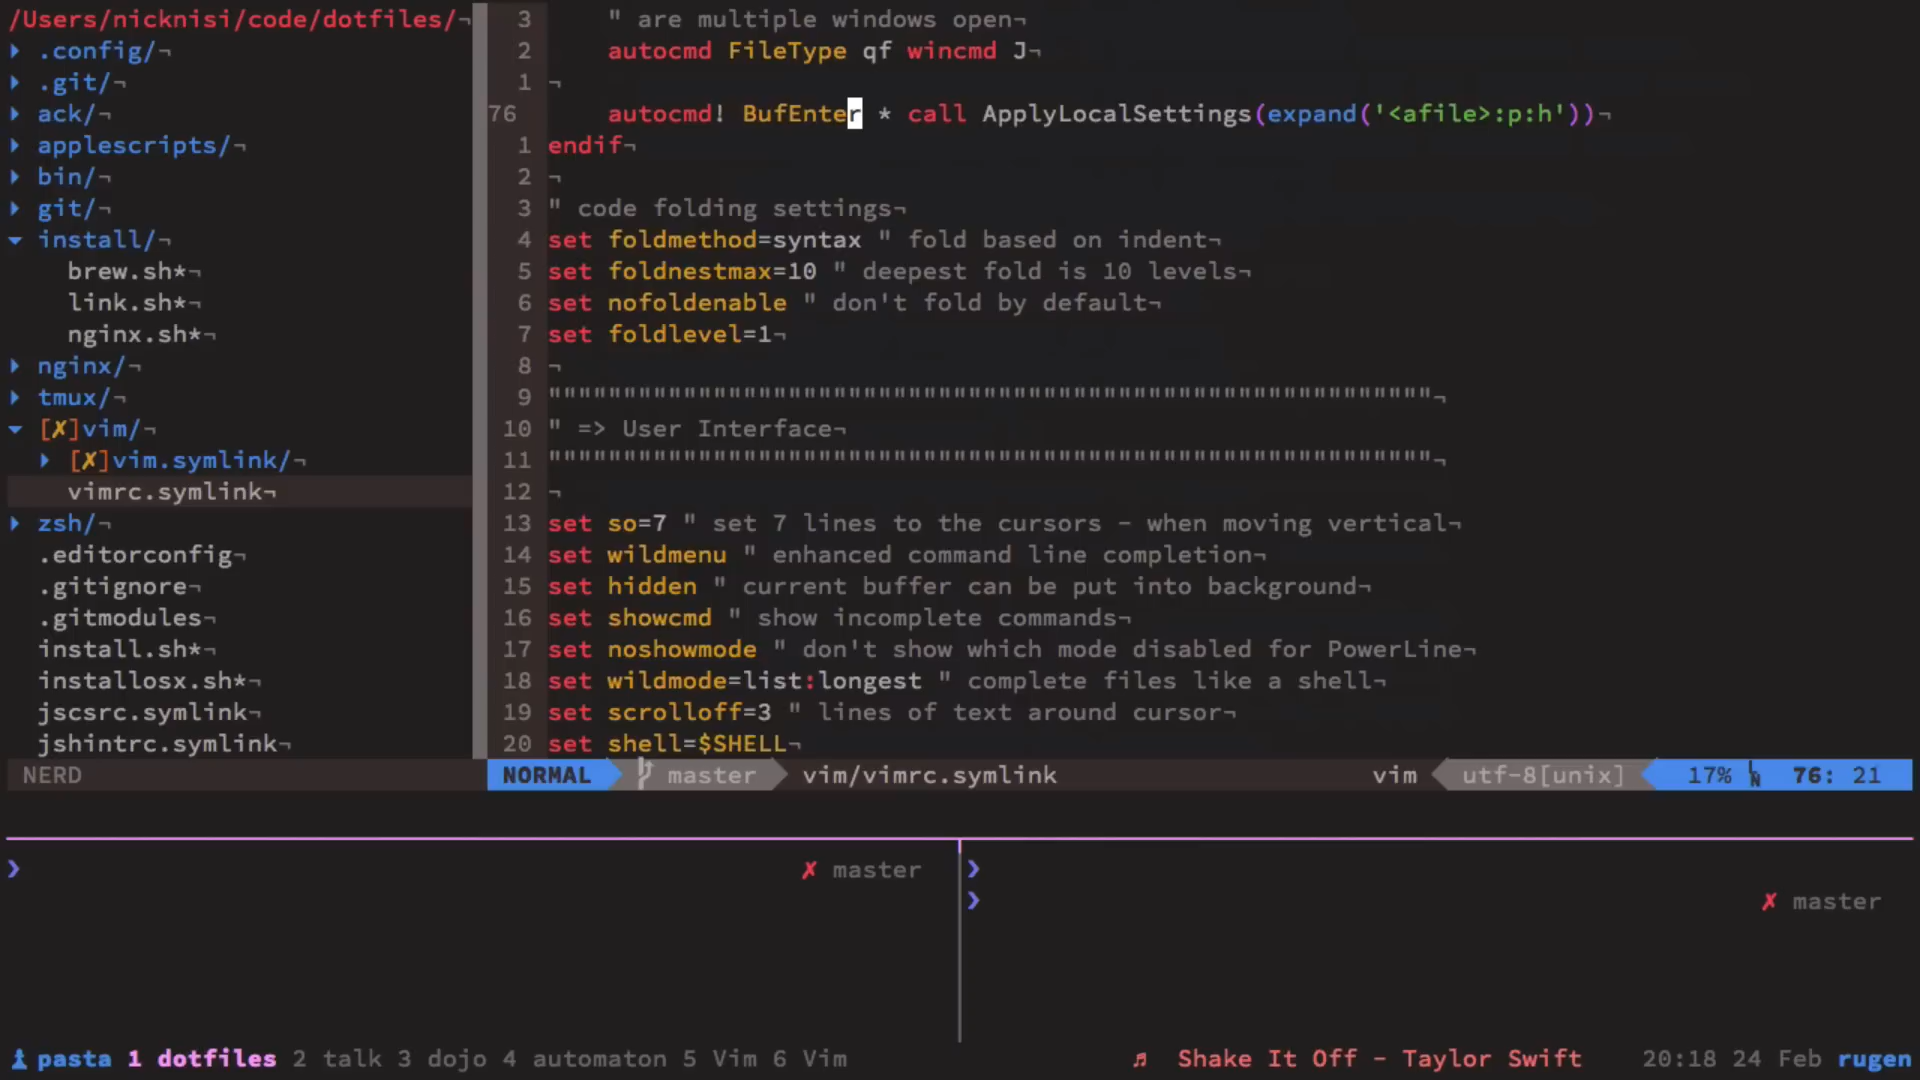 /Users/nicknisi/code/dotfiles/¬
▸ .config/¬
▸ .git/¬
▸ ack/¬
▸ applescripts/¬
▸ bin/¬
▸ git/¬
▾ install/¬
brew.sh*¬
link.sh*¬
nginx.sh*¬
▸ nginx/¬
▸ tmux/¬
▾ [✗]vim/¬
▸ [✗]vim.symlink/¬
vimrc.symlink¬
▸ zsh/¬
.editorconfig¬
.gitignore¬
.gitmodules¬
install.sh*¬
installosx.sh*¬
jscsrc.symlink¬
jshintrc.symlink¬
NERD
3 " are multiple windows open¬
2 autocmd FileType qf wincmd J¬
1 ¬
76 autocmd! BufEnter * call ApplyLocalSettings(expand('<afile>:p:h'))¬
1 endif¬
2 ¬
3 " code folding settings¬
4 set foldmethod=syntax " fold based on indent¬
5 set foldnestmax=10 " deepest fold is 10 levels¬
6 set nofoldenable " don't fold by default¬
7 set foldlevel=1¬
8 ¬
9 """""""""""""""""""""""""""""""""""""""""""""""""""""""""""¬
10 " => User Interface¬
11 """""""""""""""""""""""""""""""""""""""""""""""""""""""""""¬
12 ¬
13 set so=7 " set 7 lines to the cursors - when moving vertical¬
14 set wildmenu " enhanced command line completion¬
15 set hidden " current buffer can be put into background¬
16 set showcmd " show incomplete commands¬
17 set noshowmode " don't show which mode disabled for PowerLine¬
18 set wildmode=list:longest " complete files like a shell¬
19 set scrolloff=3 " lines of text around cursor¬
20 set shell=$SHELL¬
NORMAL master vim/vimrc.symlink vim utf-8[unix] 17% LN 76: 21
❯ ✗ master
❯
❯ ✗ master
pasta 1 dotfiles 2 talk 3 dojo 4 automaton 5 Vim 6 Vim ♬ Shake It Off - Taylor Swift 20:18 24 Feb rugen